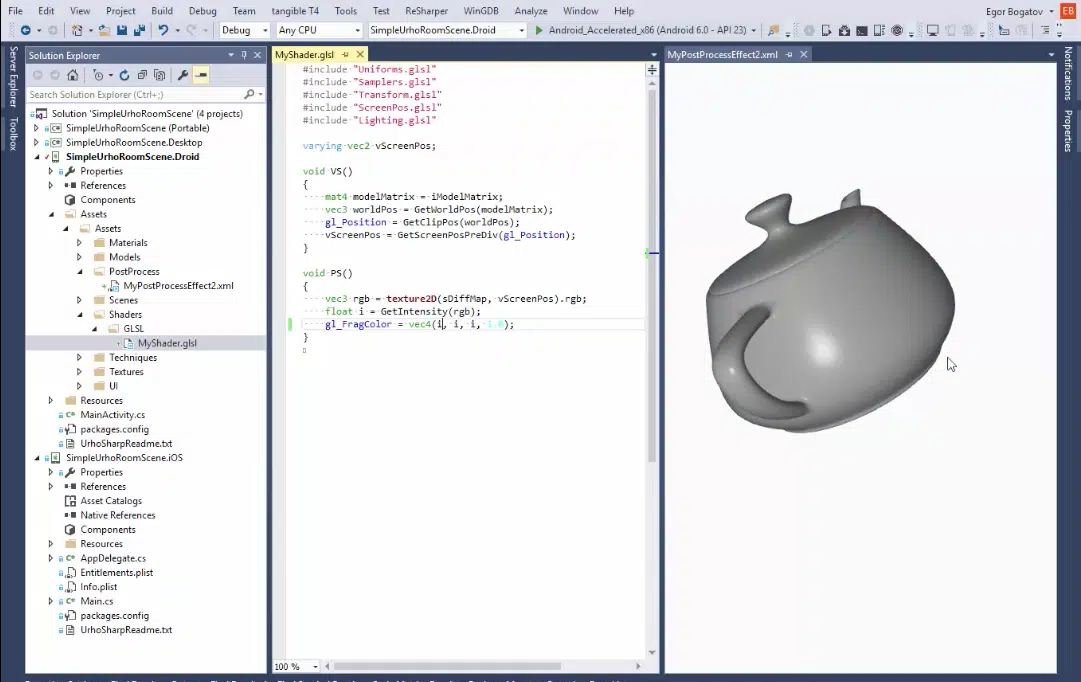 File Edit View Project Build Debug Team tangible T4 Tools Test ReSharper WinGDB Analyze Window Help
Egor Bogatov EB
Debug Any CPU SimpleUrhoRoomScene.Droid Android_Accelerated_x86 (Android 6.0 - API 23)
Server Explorer
Toolbox
Solution Explorer
Search Solution Explorer (Ctrl+;)
Solution 'SimpleUrhoRoomScene' (4 projects)
SimpleUrhoRoomScene (Portable)
SimpleUrhoRoomScene.Desktop
SimpleUrhoRoomScene.Droid
Properties
References
Components
Assets
Assets
Materials
Models
PostProcess
MyPostProcessEffect2.xml
Scenes
Shaders
GLSL
MyShader.glsl
Techniques
Textures
UI
Resources
MainActivity.cs
packages.config
UrhoSharpReadme.txt
SimpleUrhoRoomScene.iOS
Properties
References
Asset Catalogs
Native References
Components
Resources
AppDelegate.cs
Entitlements.plist
Info.plist
Main.cs
packages.config
UrhoSharpReadme.txt
MyShader.glsl
#include "Uniforms.glsl"
#include "Samplers.glsl"
#include "Transform.glsl"
#include "ScreenPos.glsl"
#include "Lighting.glsl"
varying vec2 vScreenPos;
void VS()
{
mat4 modelMatrix = iModelMatrix;
vec3 worldPos = GetWorldPos(modelMatrix);
gl_Position = GetClipPos(worldPos);
vScreenPos = GetScreenPosPreDiv(gl_Position);
}
void PS()
{
vec3 rgb = texture2D(sDiffMap, vScreenPos).rgb;
float i = GetIntensity(rgb);
gl_FragColor = vec4(i, i, i, 1.0);
}
100 %
MyPostProcessEffect2.xml
Notifications
Properties